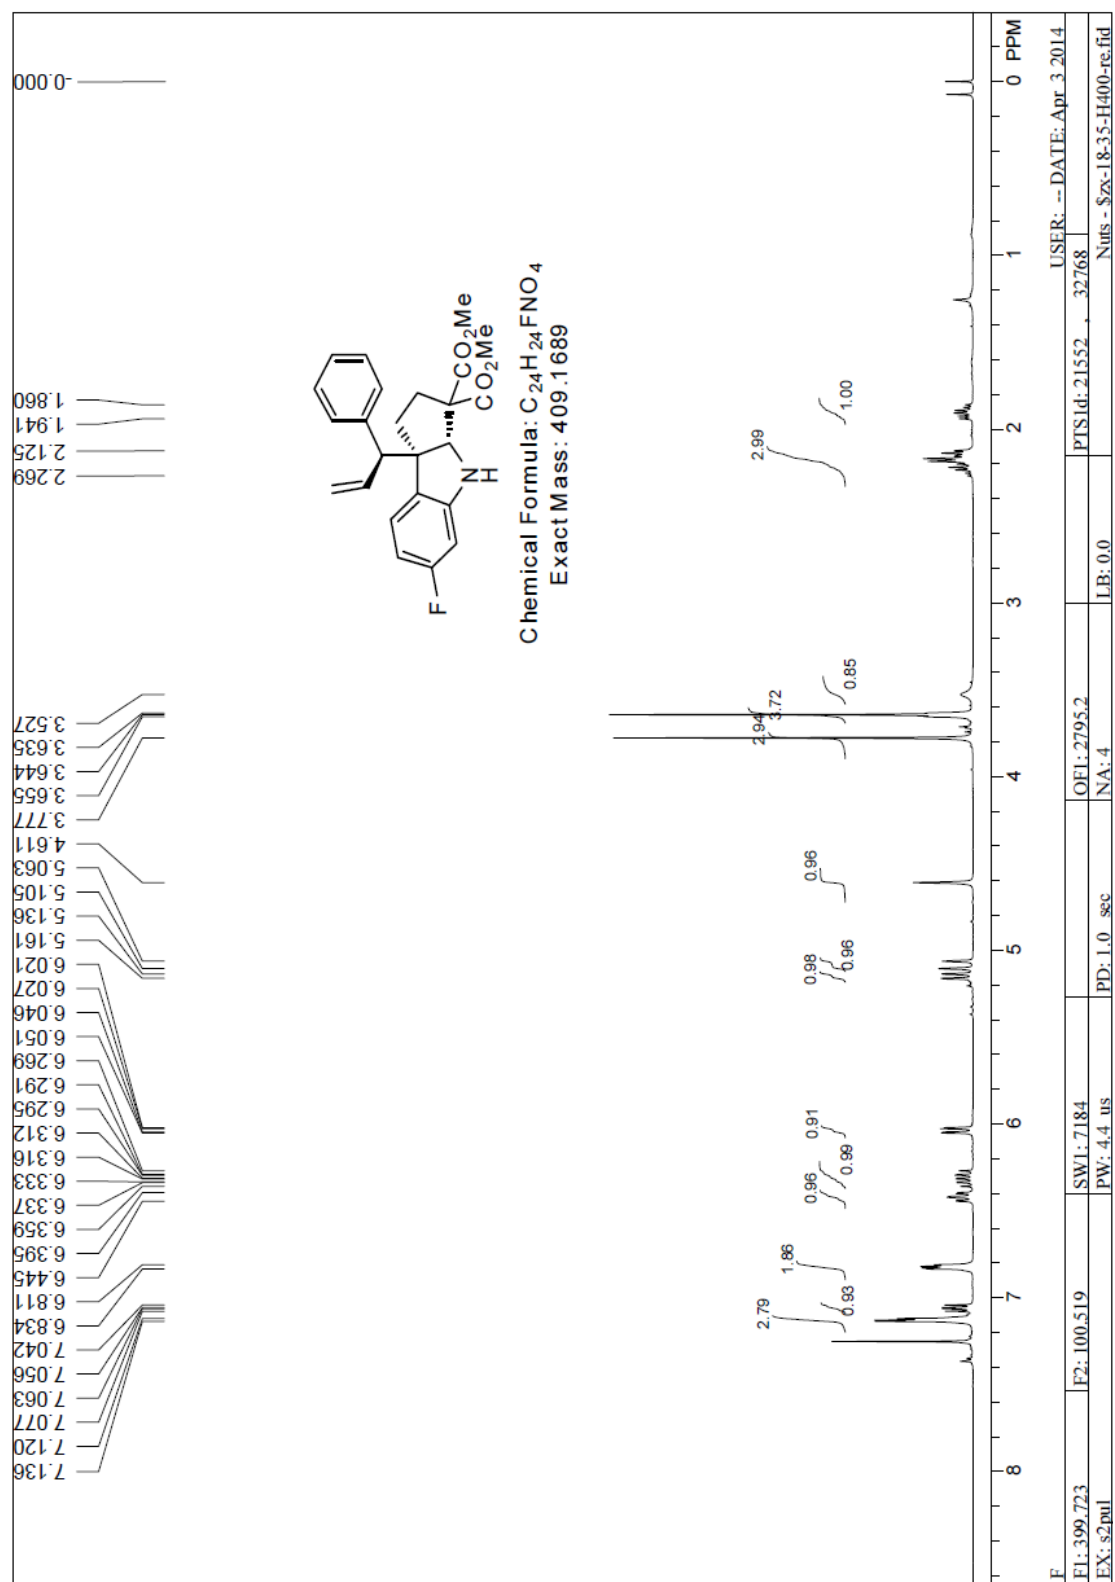 7.136
7.120
7.077
7.063
7.056
7.042
6.834
6.811
6.445
6.395
6.359
6.337
6.333
6.316
6.312
6.295
6.291
6.269
6.051
6.046
6.027
6.021
5.161
5.136
5.105
5.063
4.611
3.777
3.655
3.644
3.635
3.527
2.269
2.125
1.941
1.860
-0.000
F
N
H
CO2Me
CO2Me
Chemical Formula: C24H24FNO4
Exact Mass: 409.1689
2.79
0.93
1.86
0.96
0.99
0.91
0.98
0.96
0.96
2.94
3.72
0.85
2.99
1.00
8
7
6
5
4
3
2
1
0 PPM
F
USER: -- DATE: Apr 3 2014
F1: 399.723
F2: 100.519
SW1: 7184
OF1: 2795.2
PTS1d: 21552 , 32768
EX: s2pul
PW: 4.4 us
PD: 1.0 sec
NA: 4
LB: 0.0
Nuts - $zx-18-35-H400-re.fid